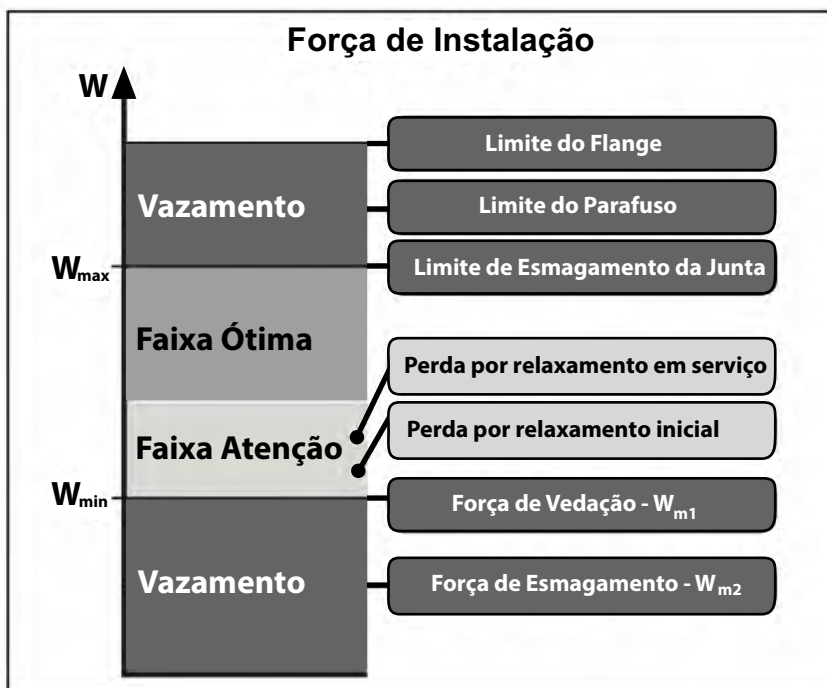 Força de Instalação
W
Limite do Flange
Vazamento
Limite do Parafuso
Wmax
Limite de Esmagamento da Junta
Faixa Ótima
Perda por relaxamento em serviço
Faixa Atenção
Perda por relaxamento inicial
Wmin
Força de Vedação - Wm1
Vazamento
Força de Esmagamento - Wm2